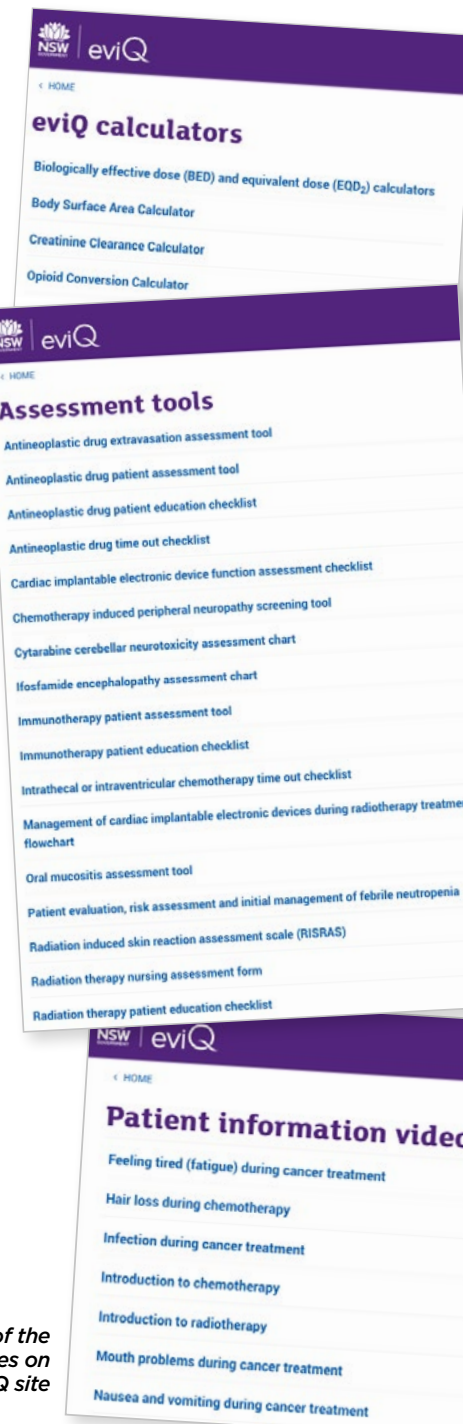 NSW
GOVERNMENT
eviQ
< HOME
eviQ calculators
Biologically effective dose (BED) and equivalent dose (EQD₂) calculators
Body Surface Area Calculator
Creatinine Clearance Calculator
Opioid Conversion Calculator
NSW
GOVERNMENT
eviQ
< HOME
Assessment tools
Antineoplastic drug extravasation assessment tool
Antineoplastic drug patient assessment tool
Antineoplastic drug patient education checklist
Antineoplastic drug time out checklist
Cardiac implantable electronic device function assessment checklist
Chemotherapy induced peripheral neuropathy screening tool
Cytarabine cerebellar neurotoxicity assessment chart
Ifosfamide encephalopathy assessment chart
Immunotherapy patient assessment tool
Immunotherapy patient education checklist
Intrathecal or intraventricular chemotherapy time out checklist
Management of cardiac implantable electronic devices during radiotherapy treatme
flowchart
Oral mucositis assessment tool
Patient evaluation, risk assessment and initial management of febrile neutropenia
Radiation induced skin reaction assessment scale (RISRAS)
Radiation therapy nursing assessment form
Radiation therapy patient education checklist
NSW
GOVERNMENT
eviQ
< HOME
Patient information videc
Feeling tired (fatigue) during cancer treatment
Hair loss during chemotherapy
Infection during cancer treatment
Introduction to chemotherapy
Introduction to radiotherapy
Mouth problems during cancer treatment
Nausea and vomiting during cancer treatment
of the
es on
Q site